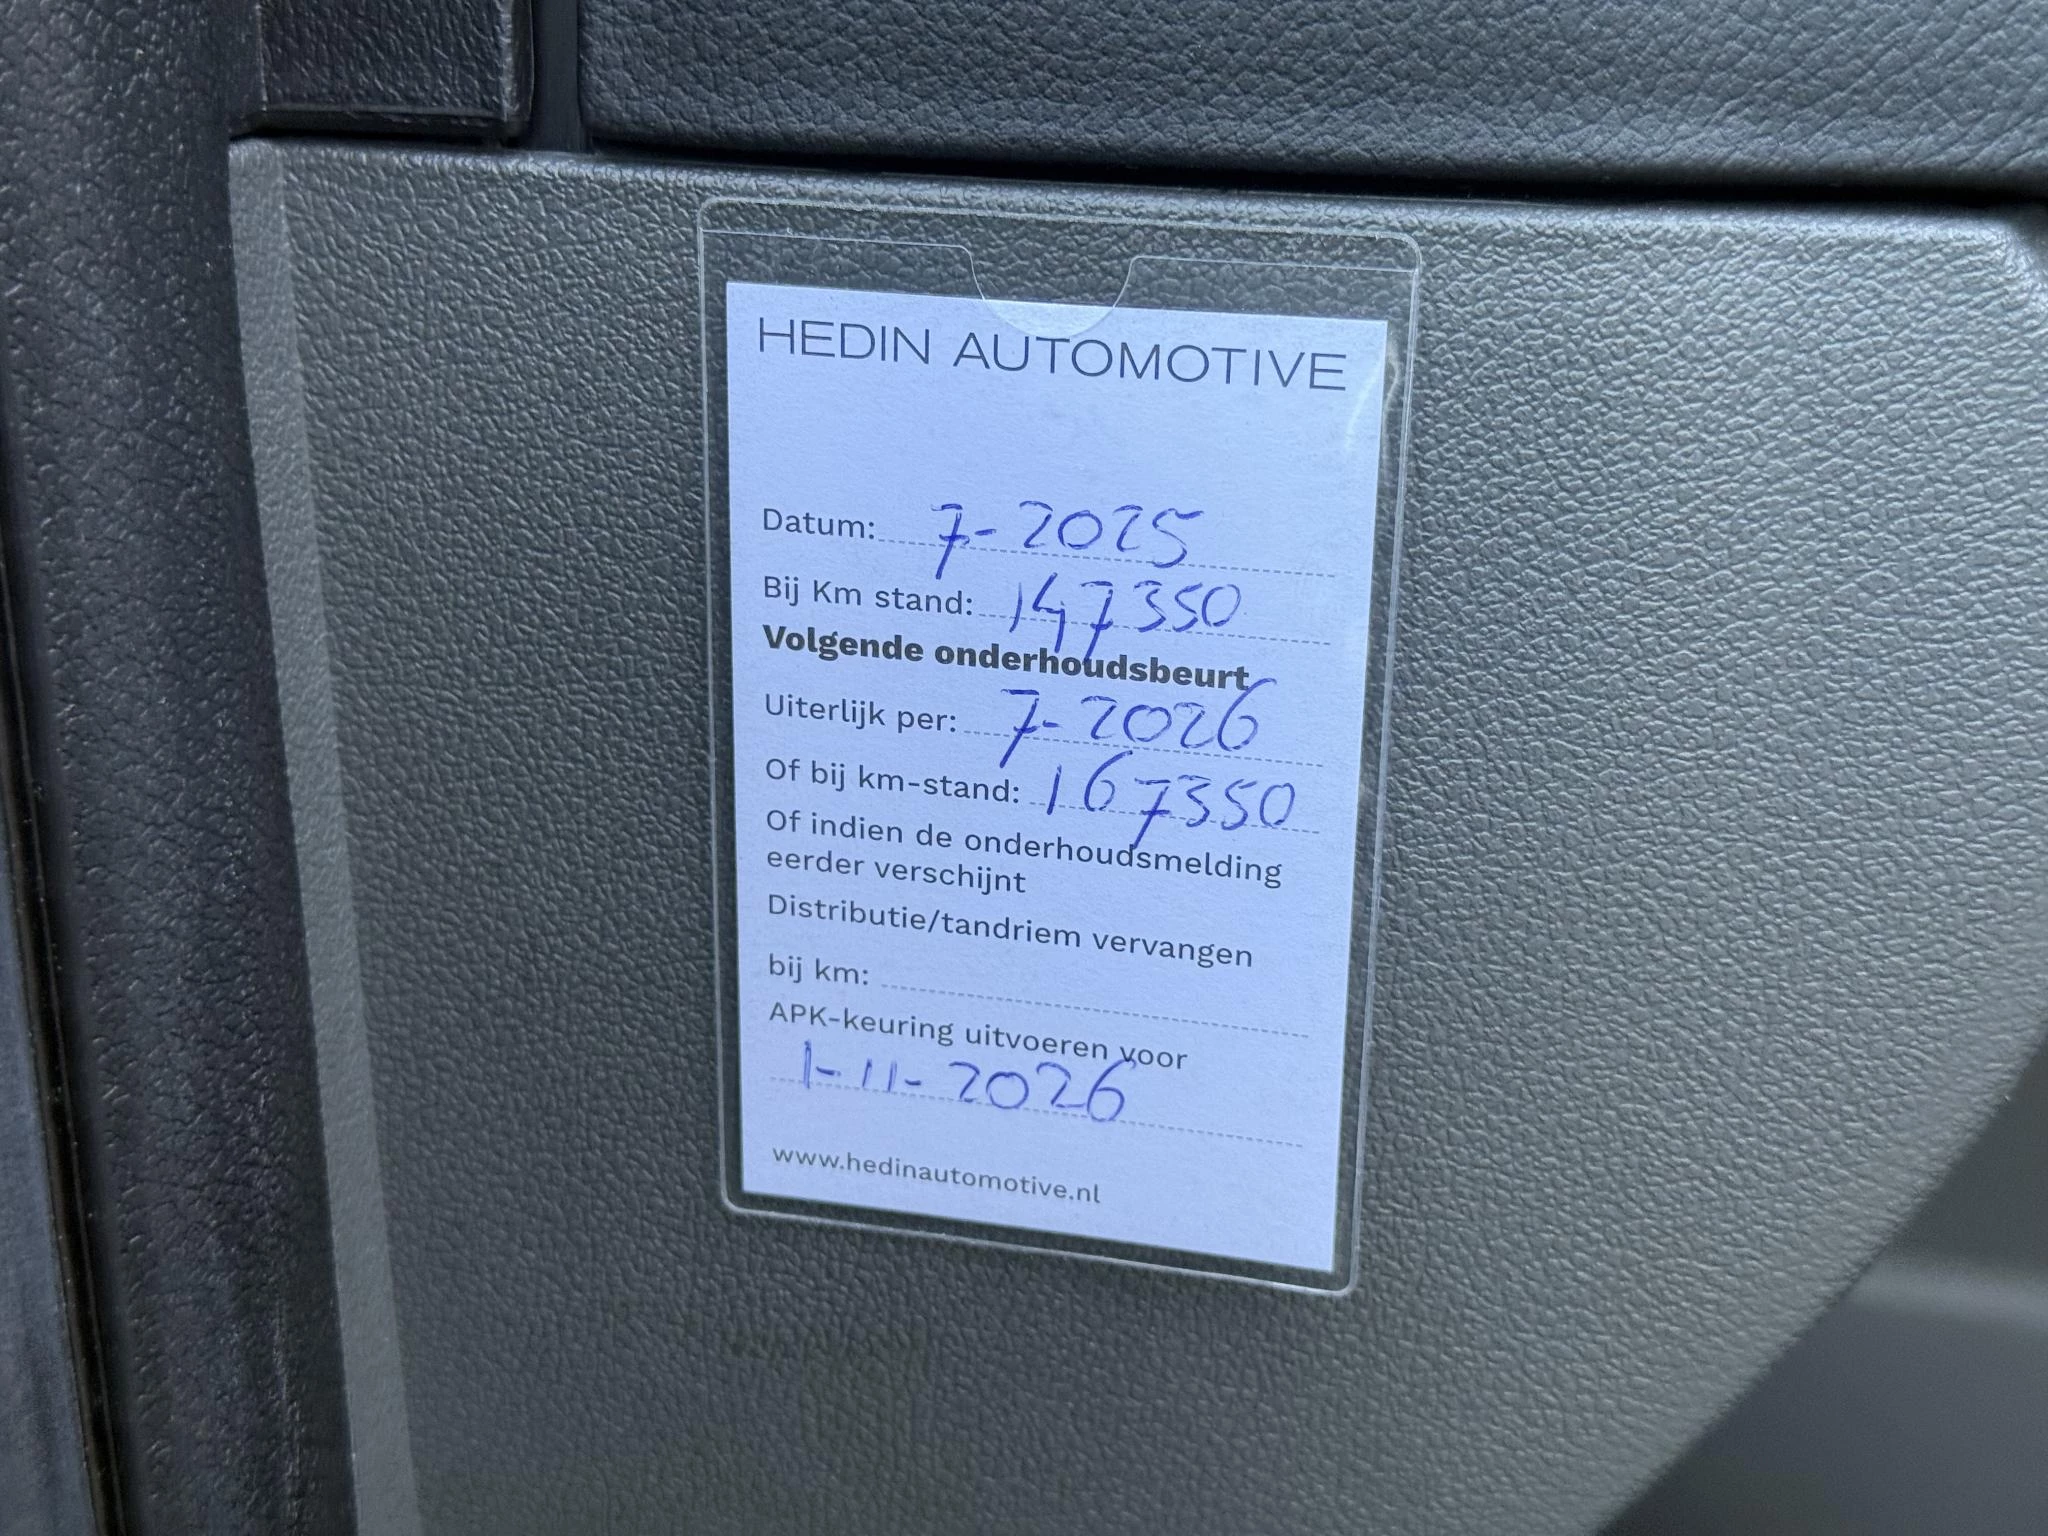 HEDIN AUTOMOTIVE
Datum: 7-2025
Bij Km stand: 147350
Volgende onderhoudsbeurt
Uiterlijk per: 7-2026
Of bij km-stand: 167350
Of indien de onderhoudsmelding
eerder verschijnt
Distributie/tandriem vervangen
bij km:
APK-keuring uitvoeren voor
1-11-2026
www.hedinautomotive.nl